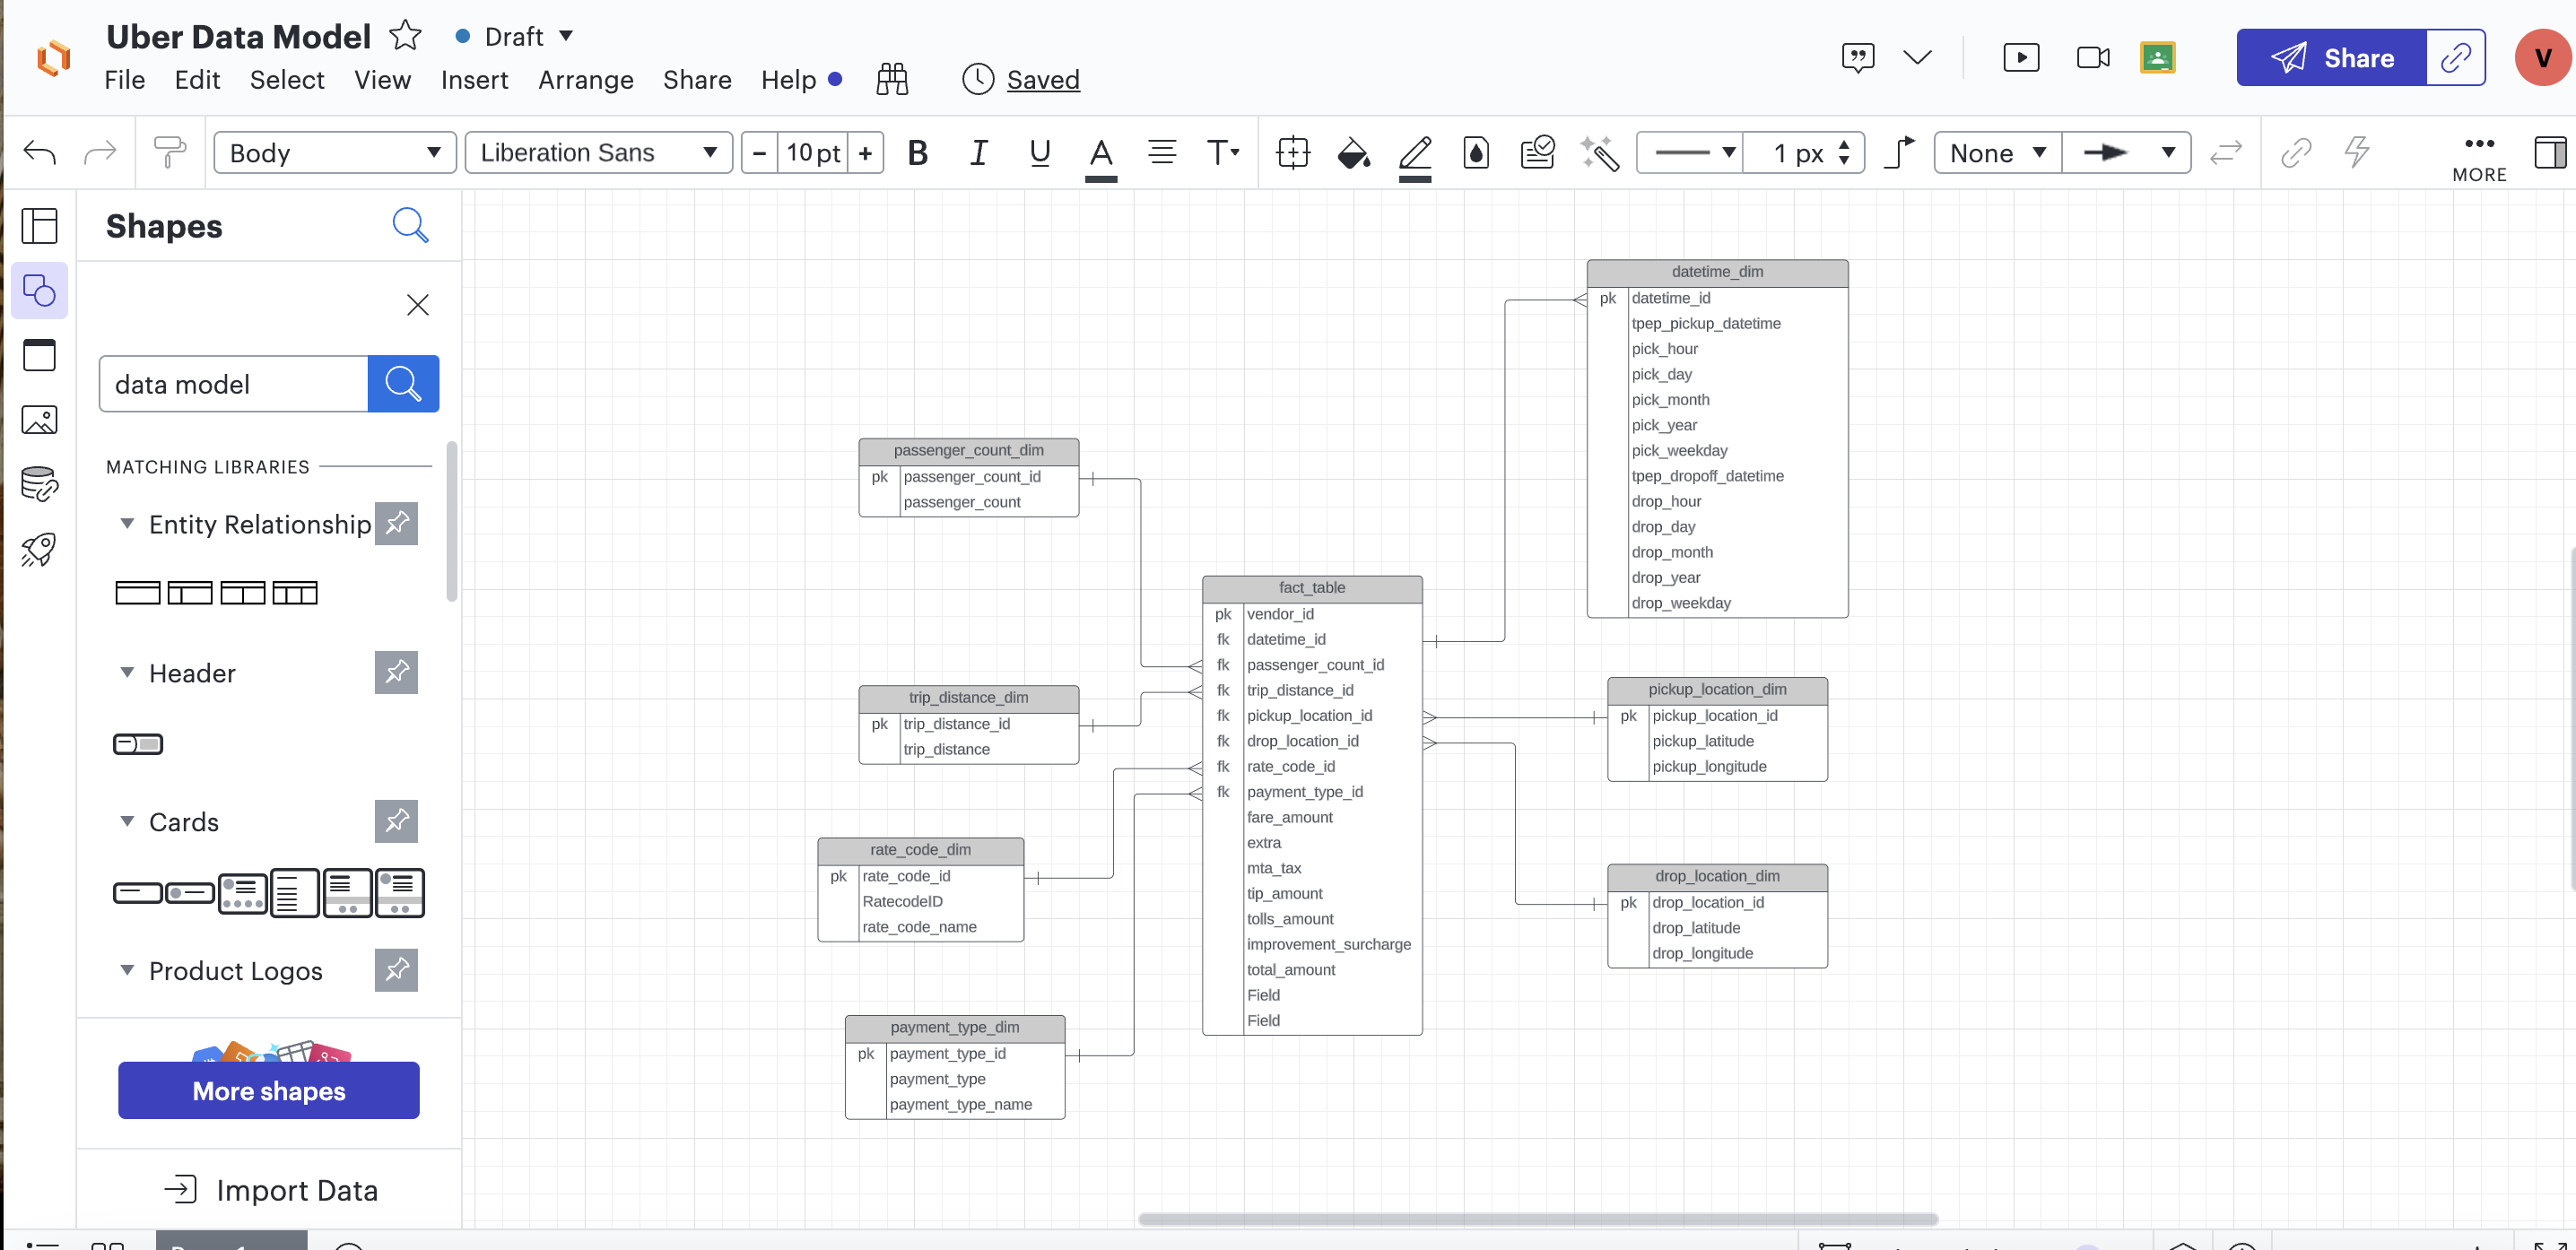 Uber Data Model
Draft
File Edit Select View Insert Arrange Share Help
Saved
Share
V
Body
Liberation Sans
− 10 pt +
B I U A T
1 px
None
MORE
Shapes
data model
MATCHING LIBRARIES
Entity Relationship
Header
Cards
Product Logos
More shapes
Import Data
passenger_count_dim
pk passenger_count_id
passenger_count
trip_distance_dim
pk trip_distance_id
trip_distance
rate_code_dim
pk rate_code_id
RatecodeID
rate_code_name
payment_type_dim
pk payment_type_id
payment_type
payment_type_name
fact_table
pk vendor_id
fk datetime_id
fk passenger_count_id
fk trip_distance_id
fk pickup_location_id
fk drop_location_id
fk rate_code_id
fk payment_type_id
fare_amount
extra
mta_tax
tip_amount
tolls_amount
improvement_surcharge
total_amount
Field
Field
datetime_dim
pk datetime_id
tpep_pickup_datetime
pick_hour
pick_day
pick_month
pick_year
pick_weekday
tpep_dropoff_datetime
drop_hour
drop_day
drop_month
drop_year
drop_weekday
pickup_location_dim
pk pickup_location_id
pickup_latitude
pickup_longitude
drop_location_dim
pk drop_location_id
drop_latitude
drop_longitude